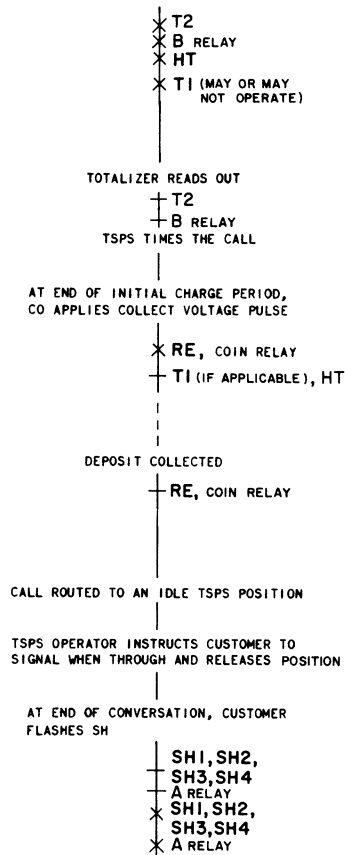 T2
B RELAY
HT
T1 (MAY OR MAY
NOT OPERATE)
TOTALIZER READS OUT
T2
B RELAY
TSPS TIMES THE CALL
AT END OF INITIAL CHARGE PERIOD,
CO APPLIES COLLECT VOLTAGE PULSE
RE, COIN RELAY
T1 (IF APPLICABLE), HT
DEPOSIT COLLECTED
RE, COIN RELAY
CALL ROUTED TO AN IDLE TSPS POSITION
TSPS OPERATOR INSTRUCTS CUSTOMER TO
SIGNAL WHEN THROUGH AND RELEASES POSITION
AT END OF CONVERSATION, CUSTOMER
FLASHES SH
SH1, SH2,
SH3, SH4
A RELAY
SH1, SH2,
SH3, SH4
A RELAY